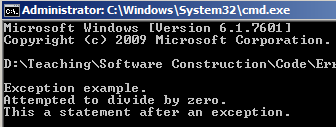 Administrator: C:\Windows\System32\cmd.exe
Microsoft Windows [Version 6.1.7601]
Copyright (c) 2009 Microsoft Corporation.
D:\Teaching\Software Construction\Code\Err
Exception example.
Attempted to divide by zero.
This a statement after an exception.